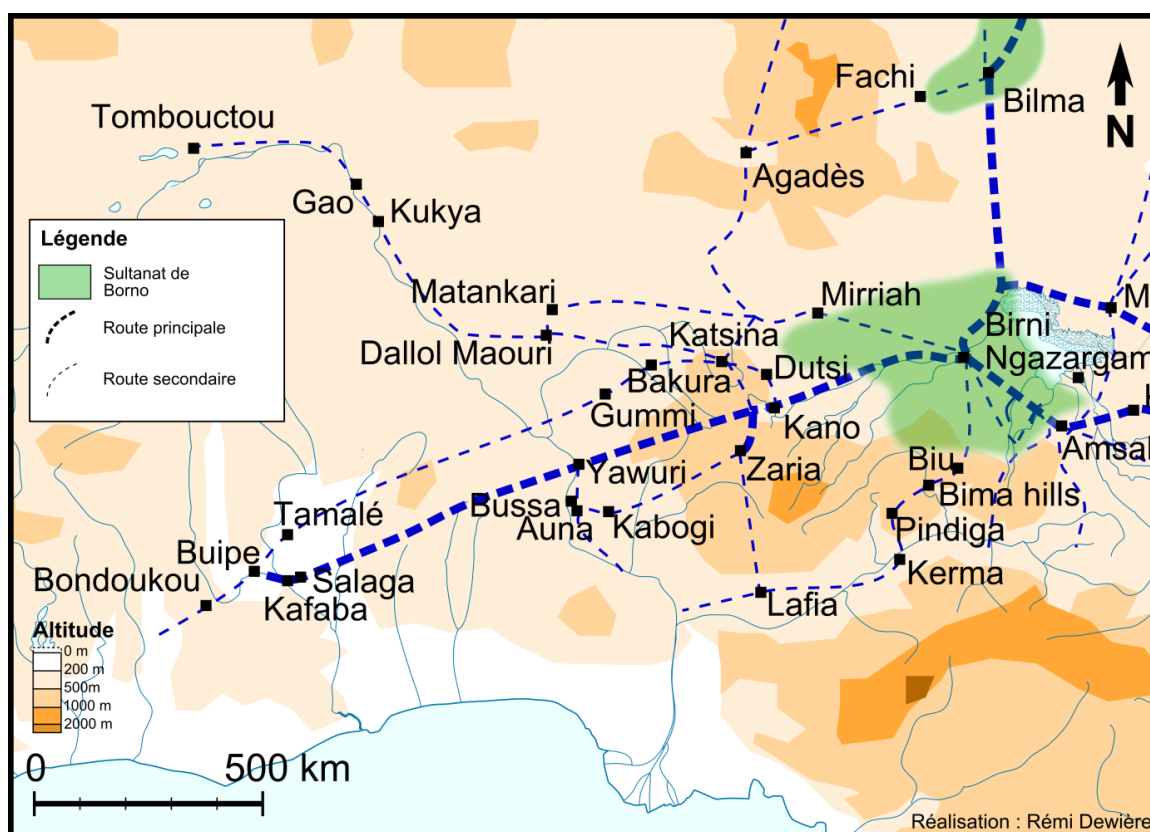 Fachi
Bilma
N
Tombouctou
Agadès
Gao
Kukya
Légende
Sultanat de
Borno
Route principale
Route secondaire
Matankari
Mirriah
M
Birni
Ngazargam
Katsina
Dallol Maouri
Dutsi
Bakura
Gummi
Kano
Amsal
Yawuri
Zaria
Biu
Bussa
Bima hills
Auna
Kabogi
Pindiga
Tamalé
Buipe
Salaga
Bondoukou
Kafaba
Kerma
Lafia
Altitude
0 m
200 m
500m
1000 m
2000 m
0
500 km
Réalisation : Rémi Dewière